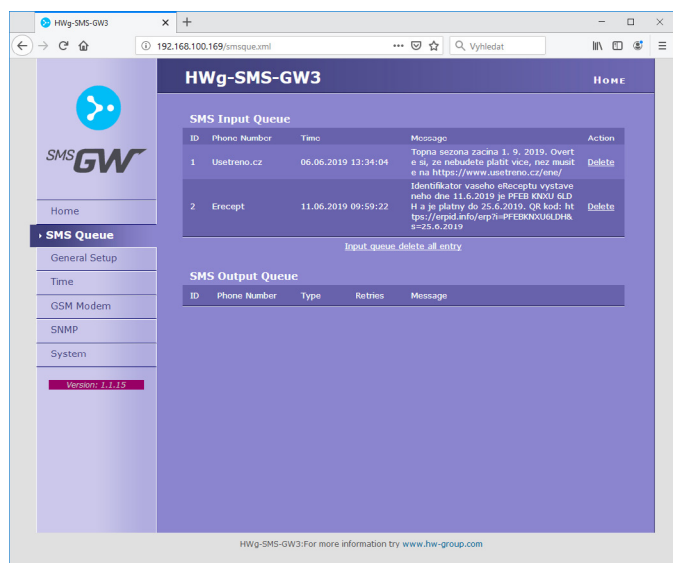 HWg-SMS-GW3
192.168.100.169/smsque.xml
Vyhledat
HWg-SMS-GW3
Home
SMS GW
Home
SMS Queue
General Setup
Time
GSM Modem
SNMP
System
Version: 1.1.15
SMS Input Queue
ID Phone Number Time Message Action
1 Usetreno.cz 06.06.2019 13:34:04 Topna sezona zacina 1. 9. 2019. Overt
e si, ze nebudete platit vice, nez musit
e na https://www.usetreno.cz/ene/ Delete
2 Erecept 11.06.2019 09:59:22 Identifikator vaseho eReceptu vystave
neho dne 11.6.2019 je PFEB KNXU 6LD
H a je platny do 25.6.2019. QR kod: ht
tps://erpid.info/erp?i=PFEBKNXU6LDH&
s=25.6.2019 Delete
Input queue delete all entry
SMS Output Queue
ID Phone Number Type Retries Message
HWg-SMS-GW3:For more information try www.hw-group.com